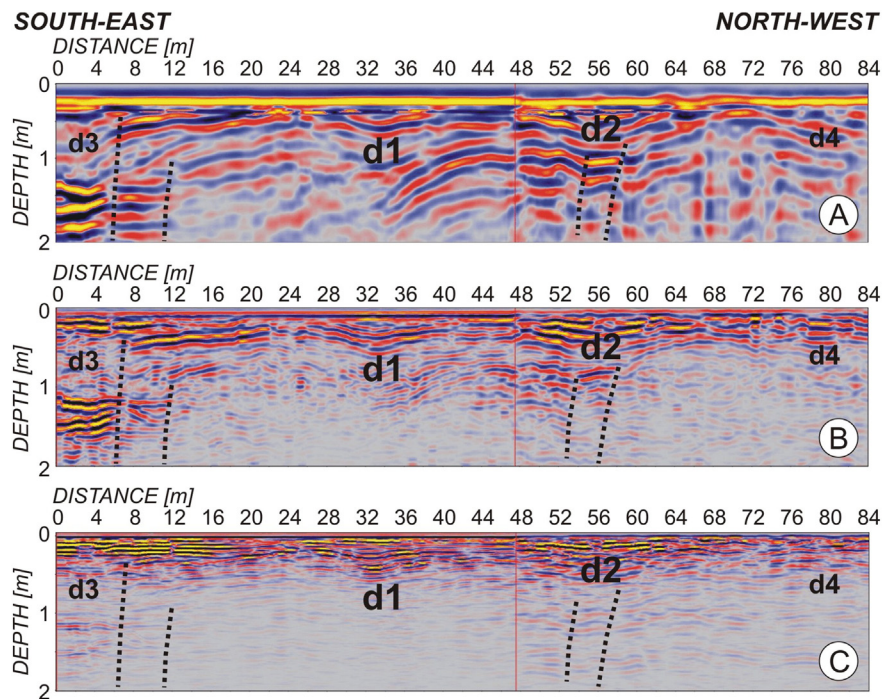 SOUTH-EAST NORTH-WEST
DISTANCE [m]
0 4 8 12 16 20 24 28 32 36 40 44 48 52 56 60 64 68 72 76 80 84
0
d3 d1 d2 d4
DEPTH [m]
1
2
A
DISTANCE [m]
0 4 8 12 16 20 24 28 32 36 40 44 48 52 56 60 64 68 72 76 80 84
0
d3 d1 d2 d4
DEPTH [m]
1
2
B
DISTANCE [m]
0 4 8 12 16 20 24 28 32 36 40 44 48 52 56 60 64 68 72 76 80 84
0
d3 d1 d2 d4
DEPTH [m]
1
2
C